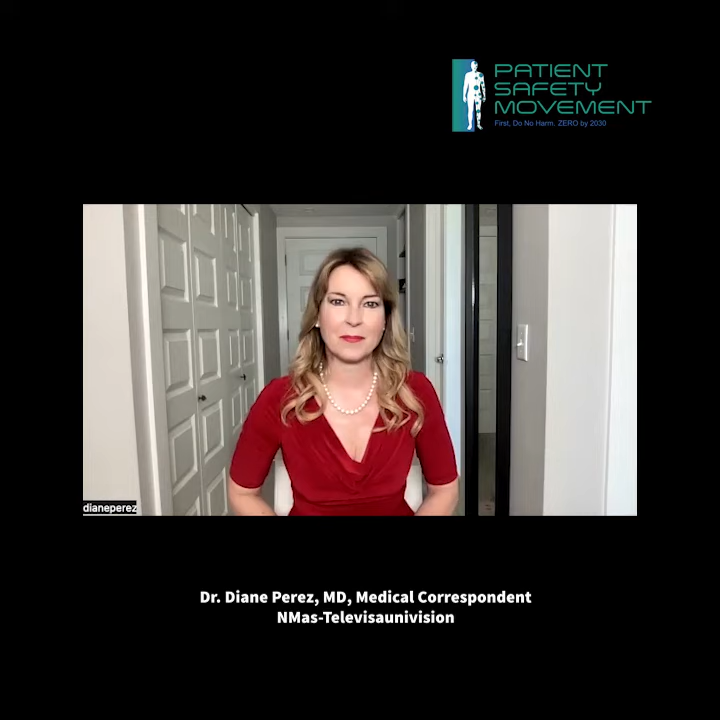 PATIENT
SAFETY
MOVEMENT
First, Do No Harm. ZERO by 2030
dianeperez
Dr. Diane Perez, MD, Medical Correspondent
NMas-Televisaunivision